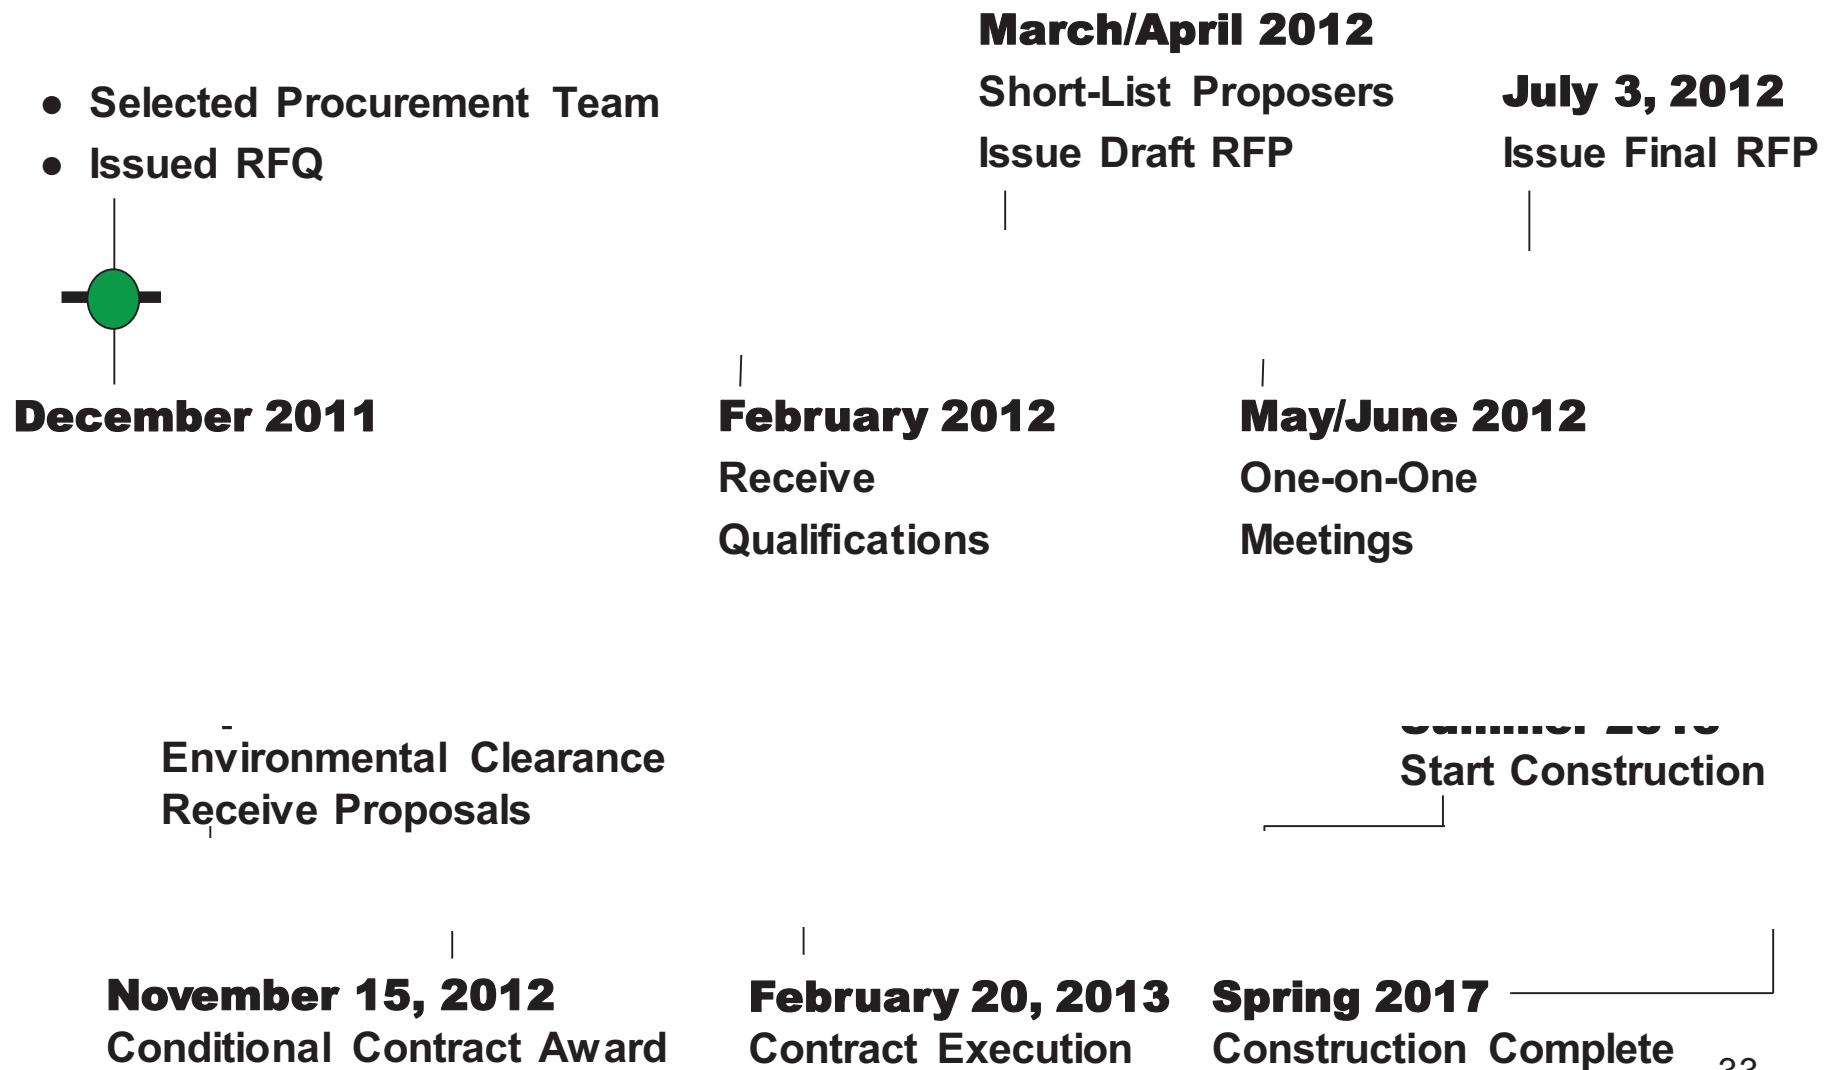 March/April 2012
Short-List Proposers
Issue Draft RFP
July 3, 2012
Issue Final RFP
● Selected Procurement Team
● Issued RFQ
December 2011
February 2012
Receive
Qualifications
May/June 2012
One-on-One
Meetings
Environmental Clearance
Receive Proposals
Start Construction
November 15, 2012
Conditional Contract Award
February 20, 2013
Contract Execution
Spring 2017
Construction Complete